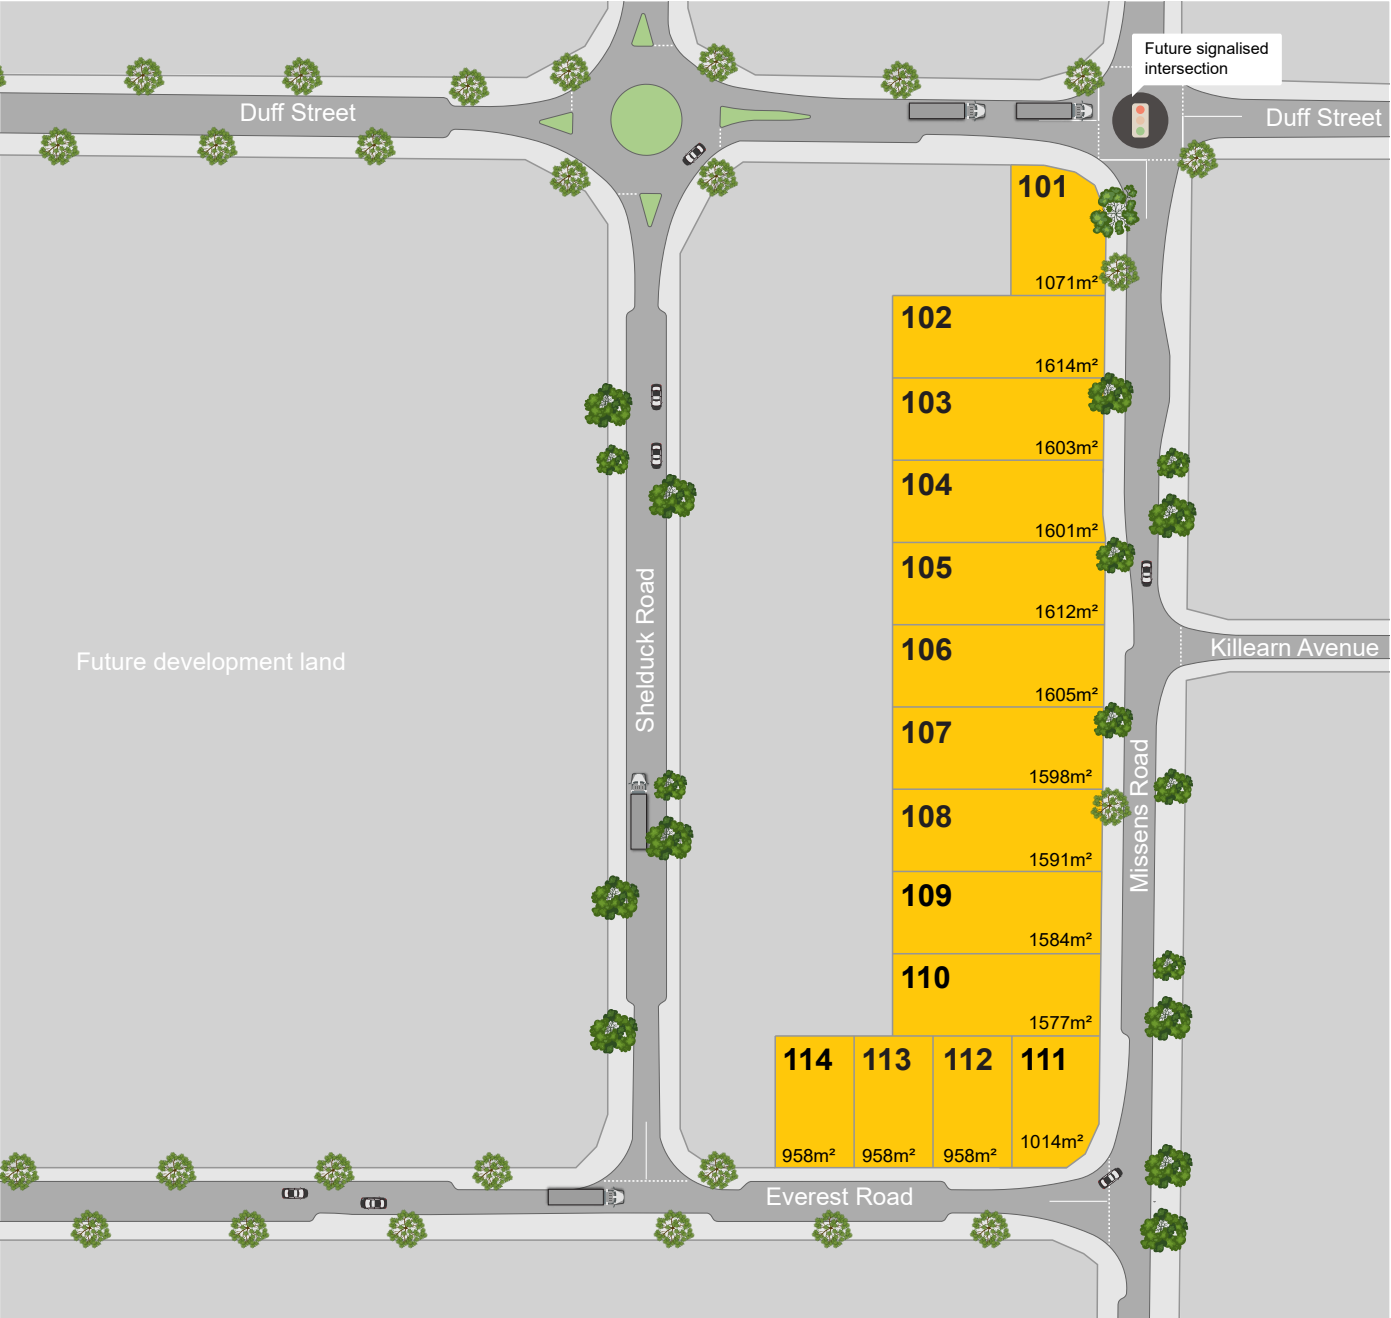 Future signalised
intersection
Duff Street
Duff Street
101
1071m²
102
1614m²
103
1603m²
104
1601m²
105
1612m²
106
1605m²
Killearn Avenue
Future development land
Shelduck Road
107
1598m²
Missens Road
108
1591m²
109
1584m²
110
1577m²
114
113
112
111
958m²
958m²
958m²
1014m²
Everest Road